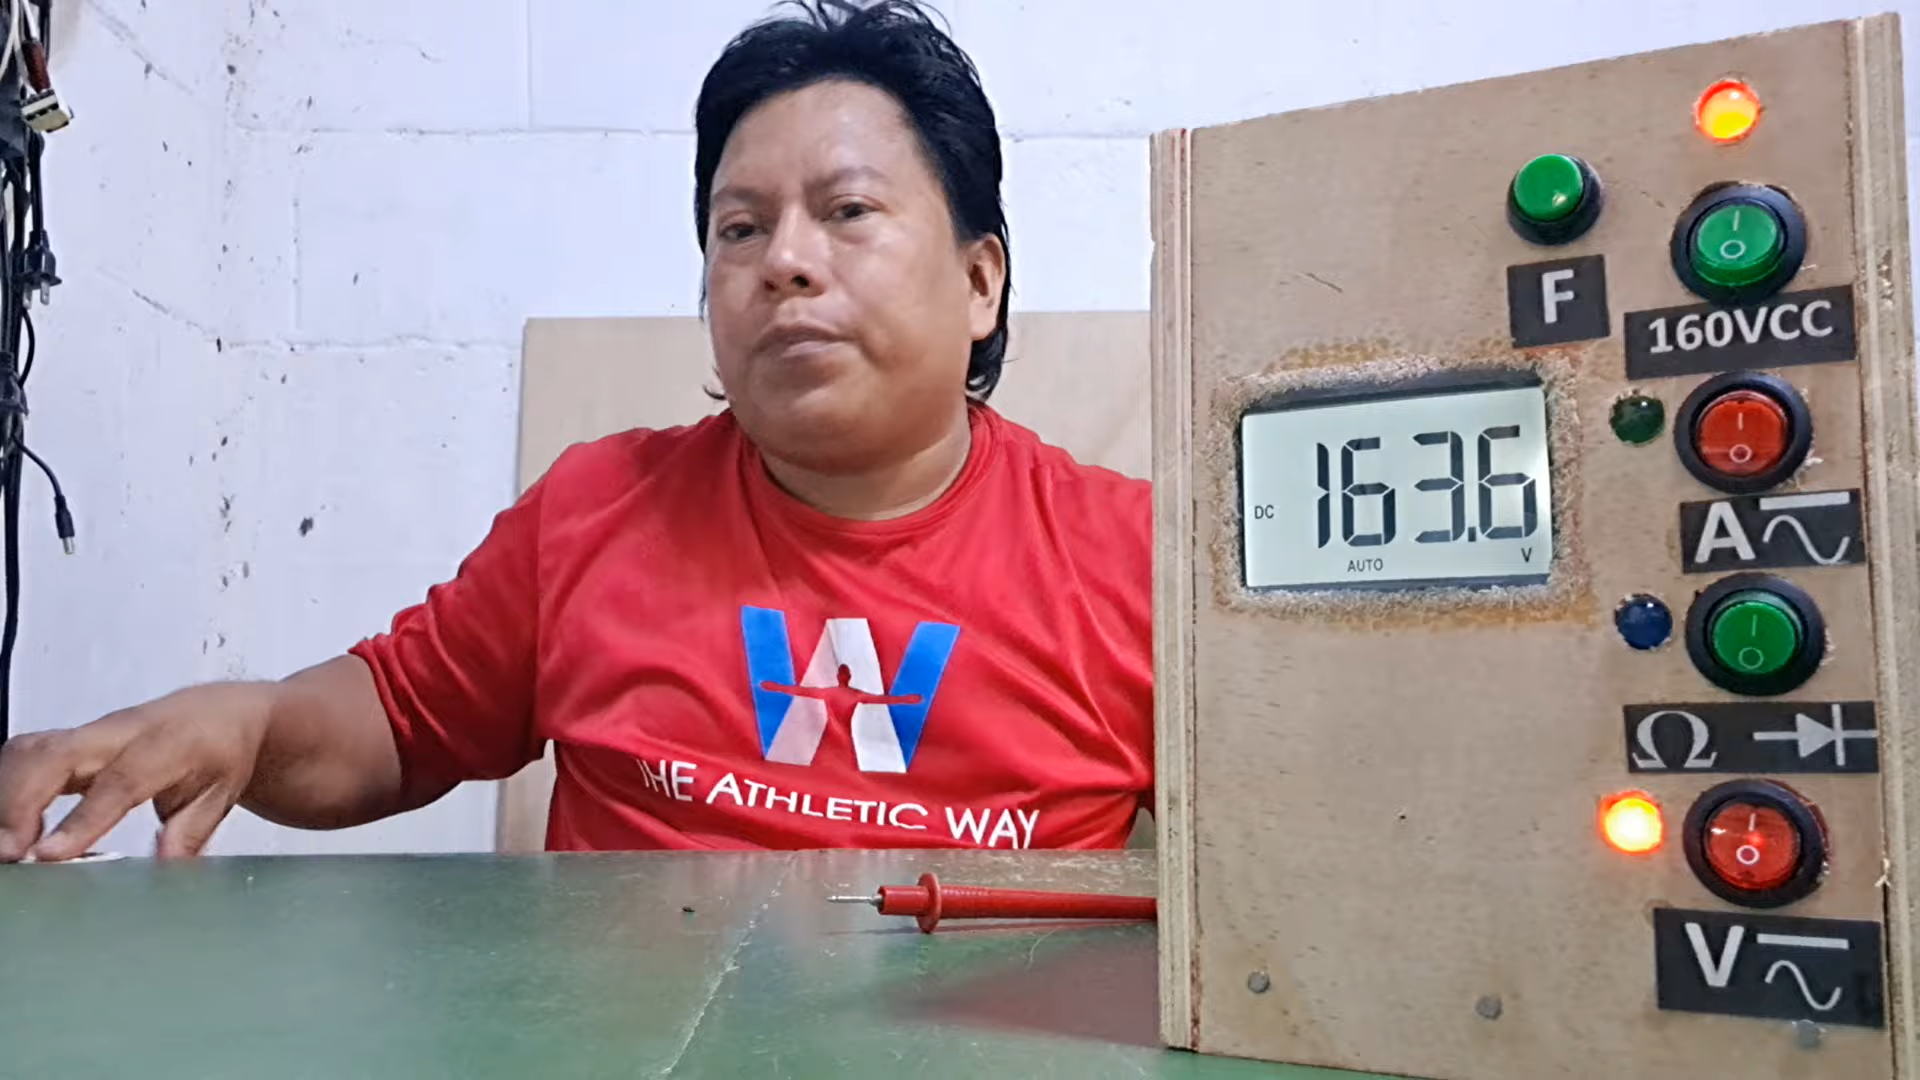 THE ATHLETIC WAY
F
160VCC
DC 163.6 V
AUTO
A
Ω
V